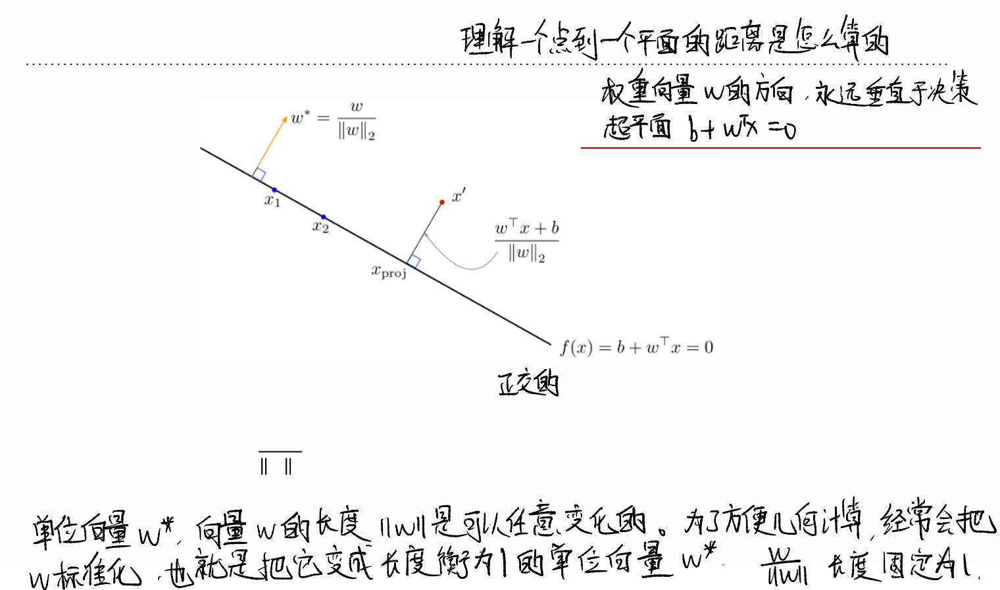 理解一个点到一个平面的距离是怎么算的
权重向量 w的方向,永远垂直于决策
超平面 b+wᵀx=0
w* = w / ‖w‖₂
x₁
x₂
x′
(w⊤x + b) / ‖w‖₂
x_proj
f(x) = b + w⊤x = 0
正交的
‖ ‖
单位向量 w*, 向量 w的长度 ‖w‖是可以任意变化的。为了方便几何计算,经常会把
w标准化,也就是把它变成长度衡为1的单位向量 w*. w/‖w‖ 长度固定为1.